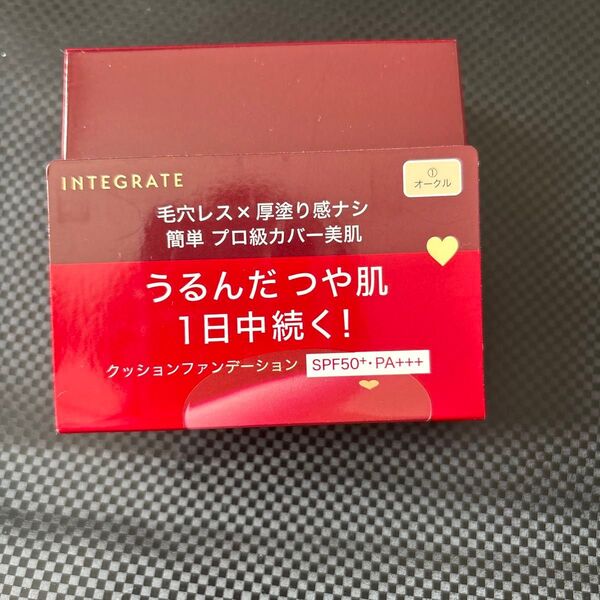 INTEGRATE
①
オークル
毛穴レス×厚塗り感ナシ
簡単 プロ級カバー美肌
うるんだ つや肌
1日中続く!
クッションファンデーション SPF50+・PA+++